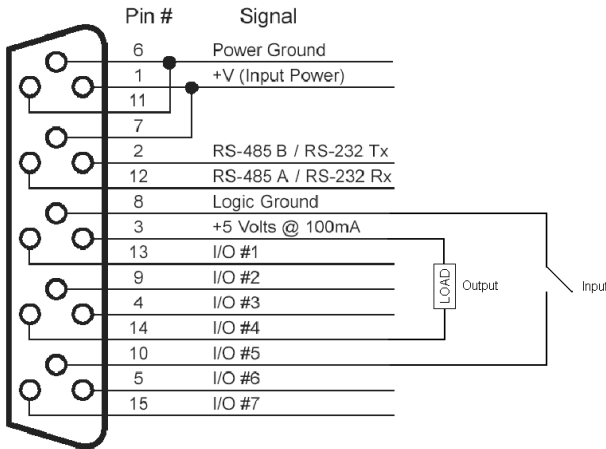 Pin # Signal
6 Power Ground
1 +V (Input Power)
11
7
2 RS-485 B / RS-232 Tx
12 RS-485 A / RS-232 Rx
8 Logic Ground
3 +5 Volts @ 100mA
13 I/O #1
9 I/O #2
4 I/O #3
14 I/O #4
10 I/O #5
5 I/O #6
15 I/O #7
LOAD
Output
Input